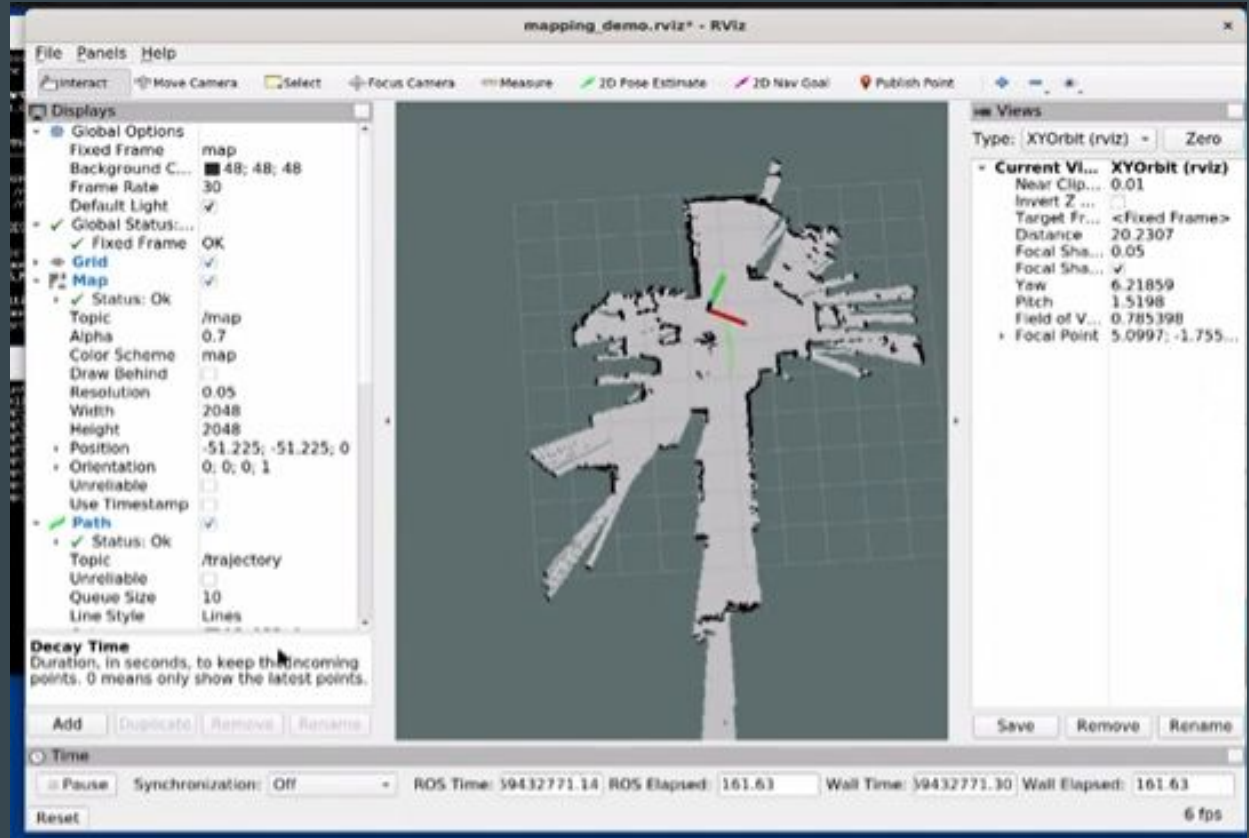 mapping_demo.rviz* - RViz
File Panels Help
Interact Move Camera Select Focus Camera Measure 2D Pose Estimate 2D Nav Goal Publish Point
Displays
Global Options
Fixed Frame map
Background C... 48; 48; 48
Frame Rate 30
Default Light
Global Status:...
Fixed Frame OK
Grid
Map
Status: Ok
Topic /map
Alpha 0.7
Color Scheme map
Draw Behind
Resolution 0.05
Width 2048
Height 2048
Position -51.225; -51.225; 0
Orientation 0; 0; 0; 1
Unreliable
Use Timestamp
Path
Status: Ok
Topic /trajectory
Unreliable
Queue Size 10
Line Style Lines
Decay Time
Duration, in seconds, to keep the incoming
points. 0 means only show the latest points.
Add Duplicate Remove Rename
Views
Type: XYOrbit (rviz) Zero
Current Vi... XYOrbit (rviz)
Near Clip... 0.01
Invert Z ...
Target Fr... <Fixed Frame>
Distance 20.2307
Focal Sha... 0.05
Focal Sha...
Yaw 6.21859
Pitch 1.5198
Field of V... 0.785398
Focal Point 5.0997; -1.755...
Save Remove Rename
Time
Pause Synchronization: Off ROS Time: 59432771.14 ROS Elapsed: 161.63 Wall Time: 59432771.30 Wall Elapsed: 161.63
Reset 6 fps